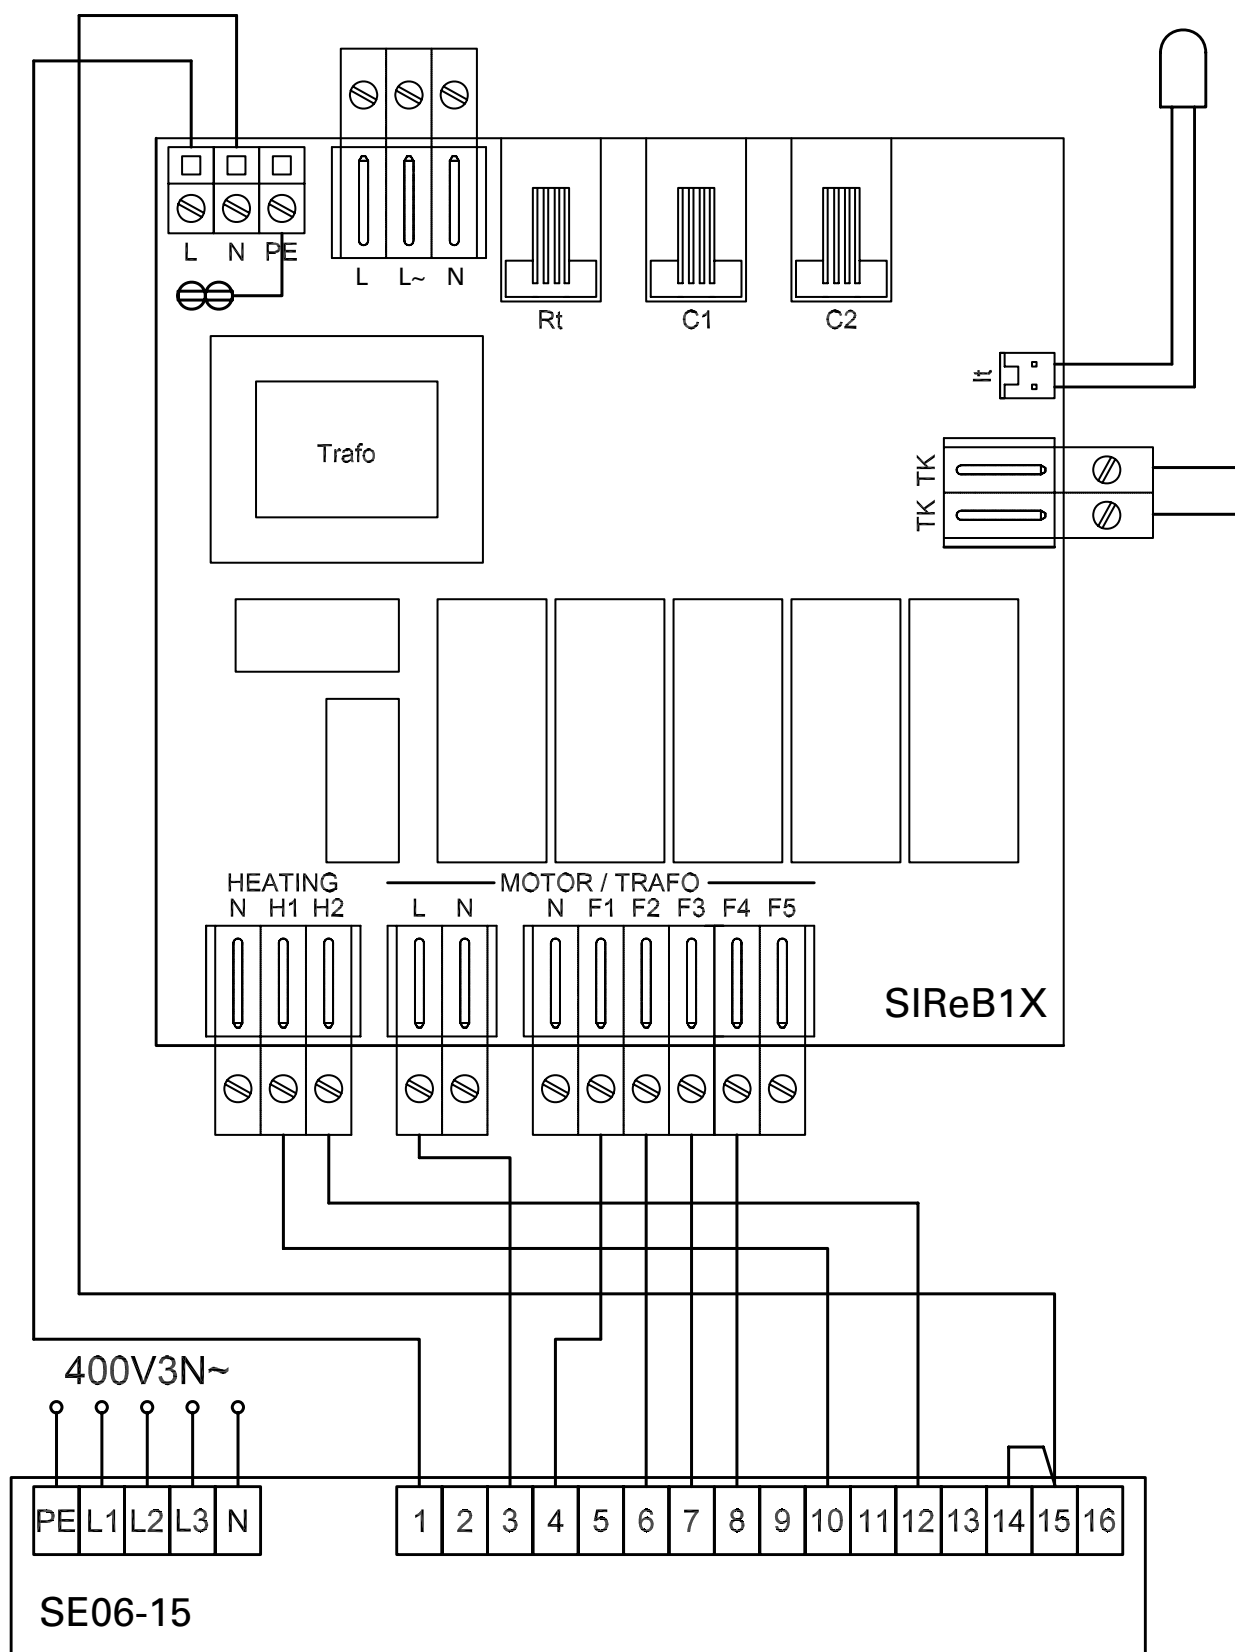 L N PE
L L~ N
Rt C1 C2
It
Trafo
TK
TK
HEATING
MOTOR / TRAFO
N H1 H2 L N N F1 F2 F3 F4 F5
SIReB1X
400V3N~
PE L1 L2 L3 N 1 2 3 4 5 6 7 8 9 10 11 12 13 14 15 16
SE06-15